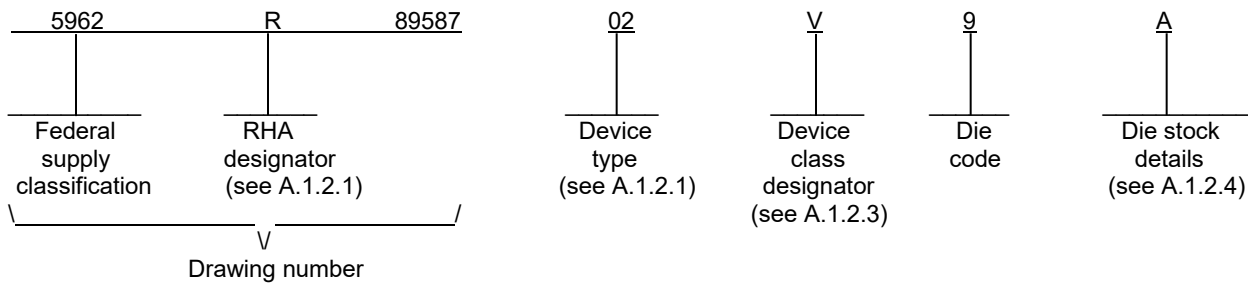 5962 R 89587 02 V 9 A
Federal RHA Device Device Die Die stock
supply designator type class code details
classification (see A.1.2.1) (see A.1.2.1) designator (see A.1.2.4)
(see A.1.2.3)
\ /
\/
Drawing number